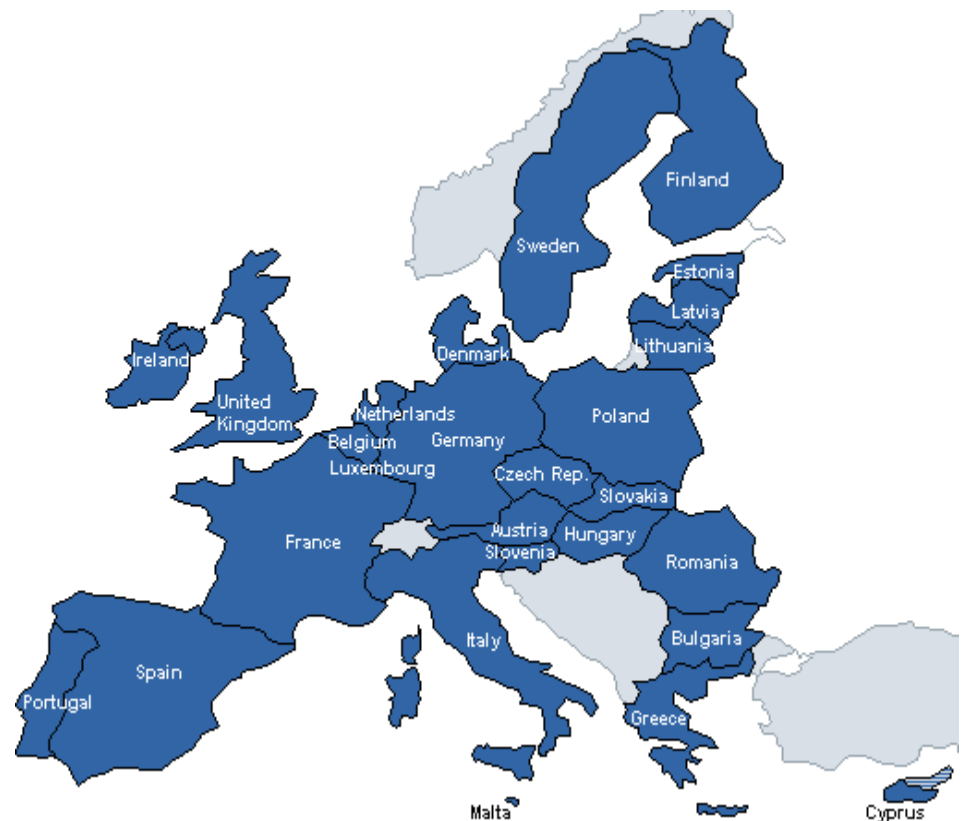 Finland
Sweden
Estonia
Latvia
Lithuania
Ireland
Denmark
United
Kingdom
Netherlands
Poland
Belgium
Germany
Luxembourg
Czech Rep.
Slovakia
Austria
Hungary
France
Slovenia
Romania
Italy
Bulgaria
Spain
Portugal
Greece
Malta
Cyprus